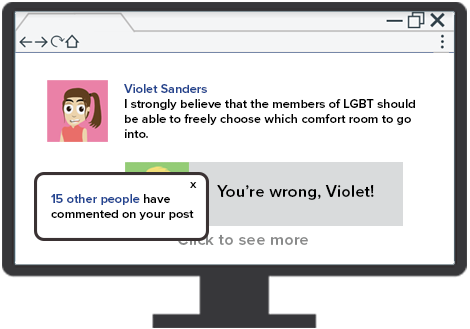 Violet Sanders
I strongly believe that the members of LGBT should
be able to freely choose which comfort room to go
into.
You're wrong, Violet!
x
15 other people have
commented on your post
Click to see more